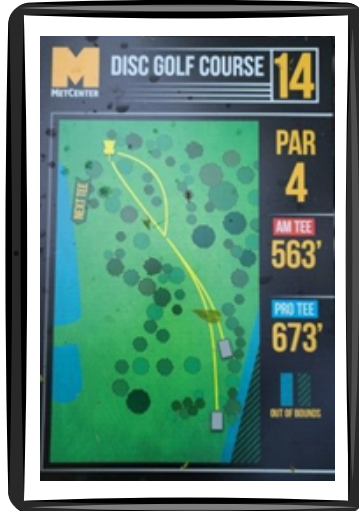 M
METCENTER
DISC GOLF COURSE
14
PAR
4
AM TEE
563'
PRO TEE
673'
OUT OF BOUNDS
NEXT TEE